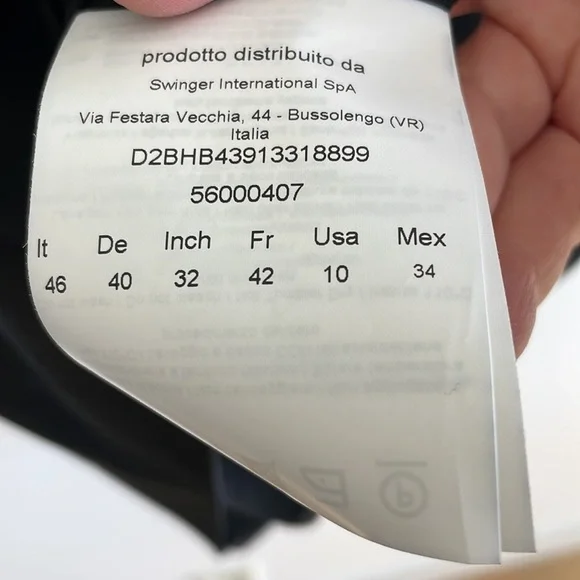 prodotto distribuito da
Swinger International SpA
Via Festara Vecchia, 44 - Bussolengo (VR)
Italia
D2BHB43913318899
56000407
It De Inch Fr Usa Mex
46 40 32 42 10 34
P